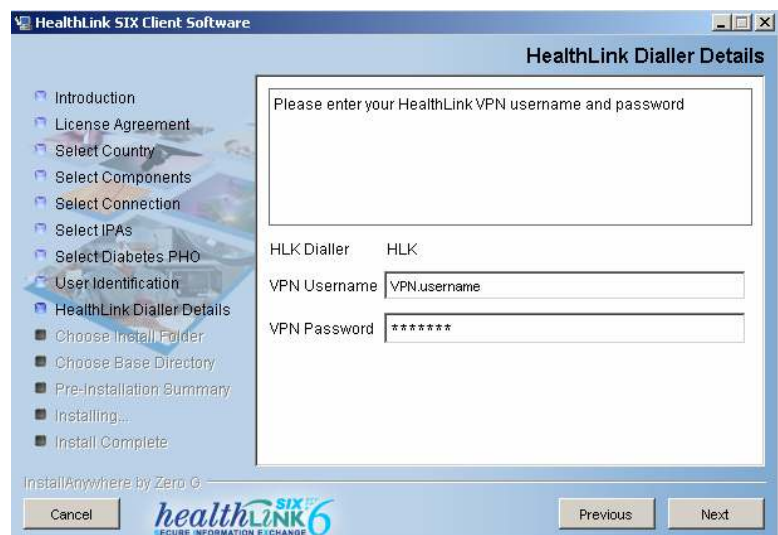 HealthLink SIX Client Software
HealthLink Dialler Details
Introduction
License Agreement
Select Country
Select Components
Select Connection
Select IPAs
Select Diabetes PHO
User Identification
HealthLink Dialler Details
Choose Install Folder
Choose Base Directory
Pre-Installation Summary
Installing...
Install Complete
Please enter your HealthLink VPN username and password
HLK Dialler HLK
VPN Username VPN.username
VPN Password *******
InstallAnywhere by Zero G
Cancel
healthLINK SIX 6
SECURE INFORMATION EXCHANGE
Previous
Next